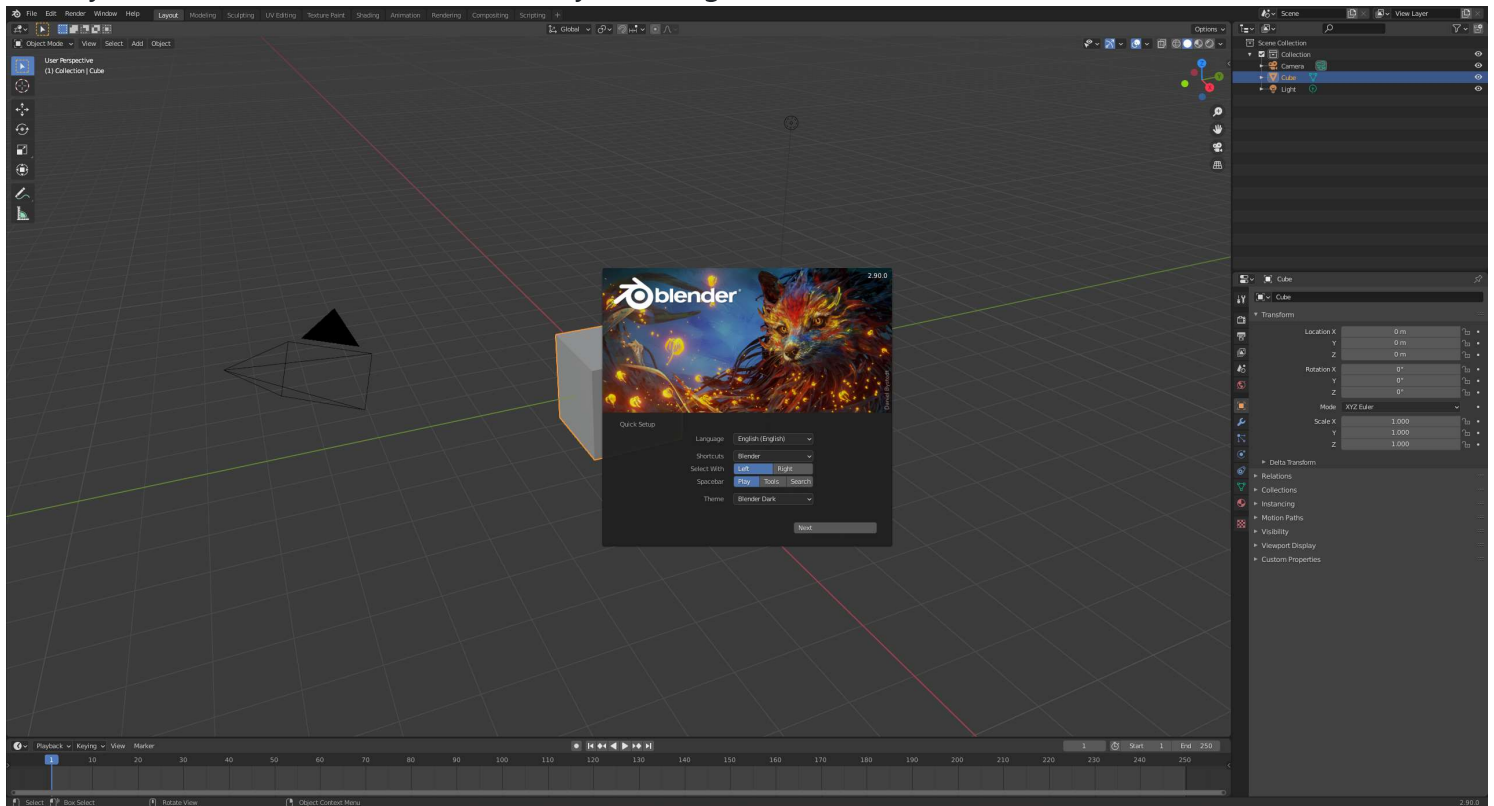 File Edit Render Window Help Layout Modeling Sculpting UV Editing Texture Paint Shading Animation Rendering Compositing Scripting + Scene View Layer
Global Options
Object Mode View Select Add Object
User Perspective
(1) Collection | Cube
Scene Collection
Collection
Camera
Cube
Light
Z
Y
X
2.90.0
blender
Daniel Bystedt
Quick Setup
Language English (English)
Shortcuts Blender
Select With Left Right
Spacebar Play Tools Search
Theme Blender Dark
Next
Cube
Cube
Transform
Location X 0 m
Y 0 m
Z 0 m
Rotation X 0°
Y 0°
Z 0°
Mode XYZ Euler
Scale X 1.000
Y 1.000
Z 1.000
Delta Transform
Relations
Collections
Instancing
Motion Paths
Visibility
Viewport Display
Custom Properties
Playback Keying View Marker 1 Start 1 End 250
1 10 20 30 40 50 60 70 80 90 100 110 120 130 140 150 160 170 180 190 200 210 220 230 240 250
Select Box Select Rotate View Object Context Menu 2.90.0